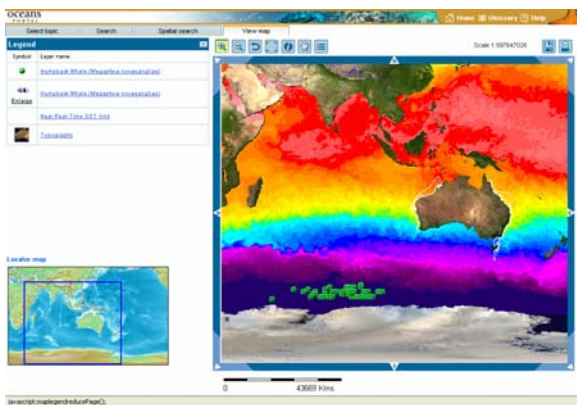 oceans
PORTAL
Home Glossary Help
Select topic Search Spatial search View map
Legend
Symbol Layer name
Humpback Whale (Megaptera novaeangliae)
Enlarge
Humpback Whale (Megaptera novaeangliae)
Near Real-Time SST
Topography
Scale 1:597847026
Locator map
0 43669 Kms
javascript:maplegendreducePage();